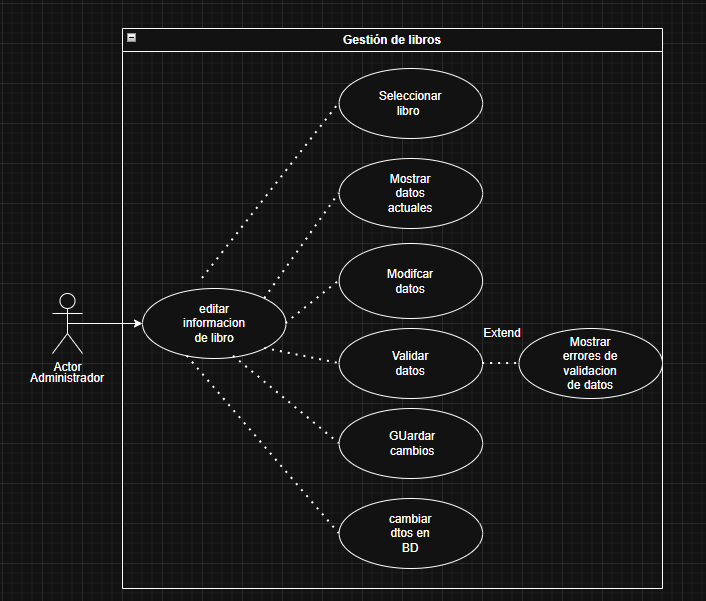 Gestión de libros
Seleccionar
libro
Mostrar
datos
actuales
Modifcar
datos
editar
informacion
de libro
Actor
Administrador
Validar
datos
Extend
Mostrar
errores de
validacion
de datos
GUardar
cambios
cambiar
dtos en
BD